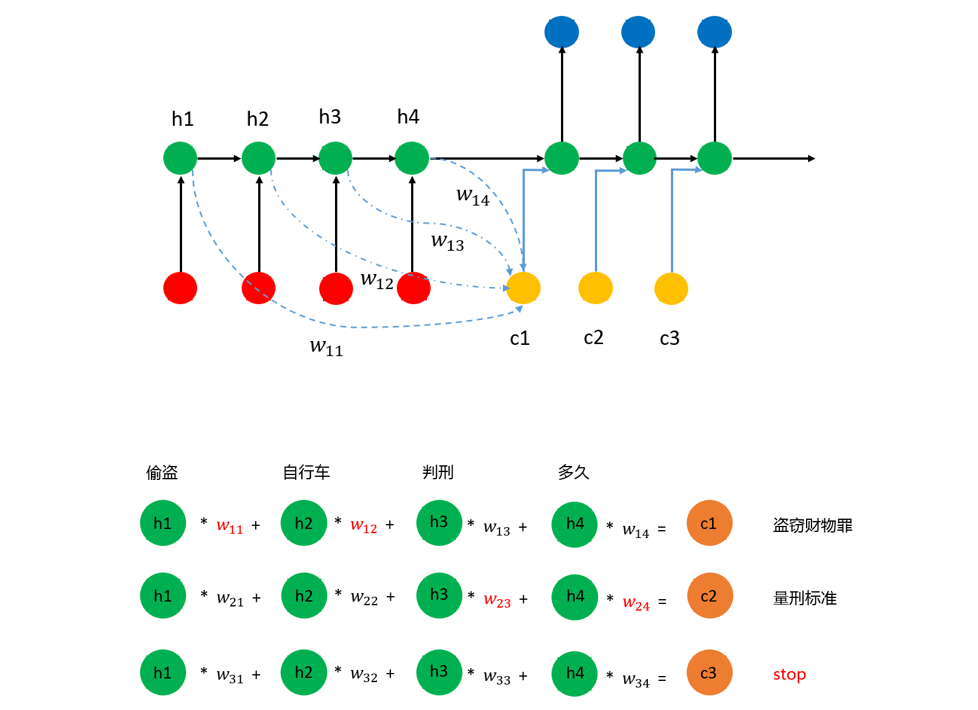 h1 h2 h3 h4
w14
w13
w12
w11
c1 c2 c3
偷盗 自行车 判刑 多久
h1 * w11 + h2 * w12 + h3 * w13 + h4 * w14 = c1 盗窃财物罪
h1 * w21 + h2 * w22 + h3 * w23 + h4 * w24 = c2 量刑标准
h1 * w31 + h2 * w32 + h3 * w33 + h4 * w34 = c3 stop